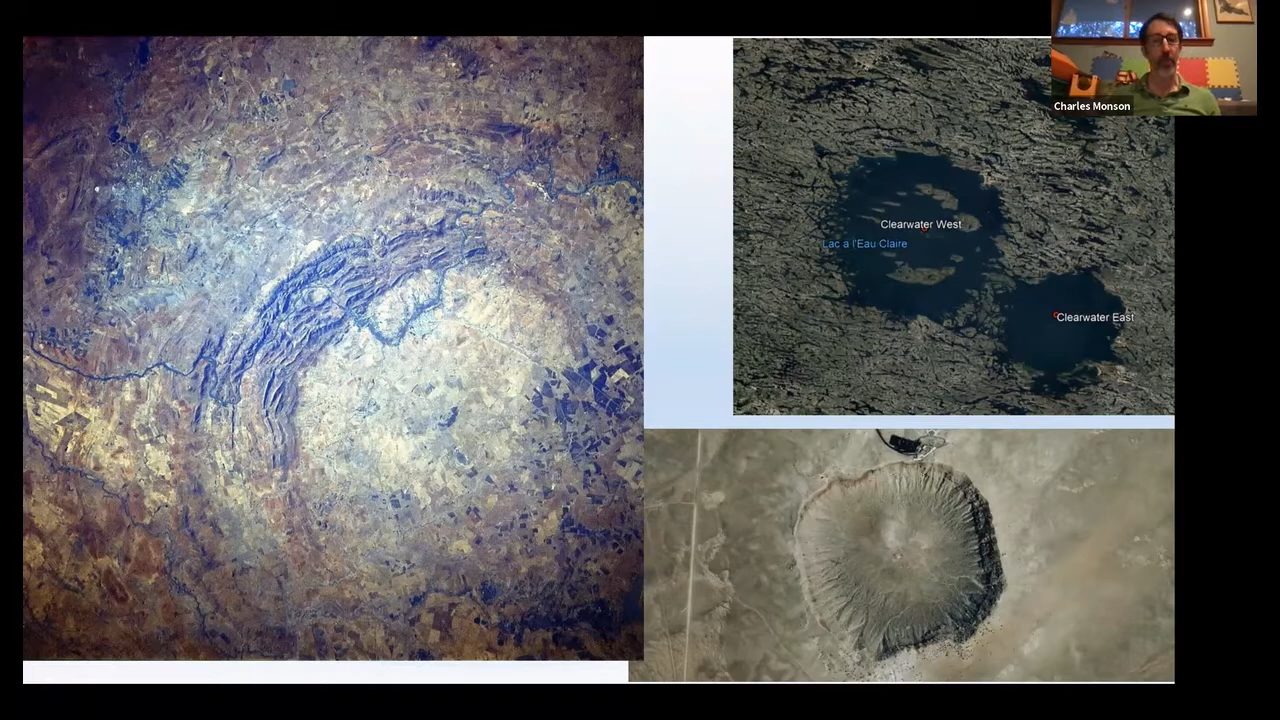 Charles Monson
Clearwater West
Lac a l'Eau Claire
Clearwater East